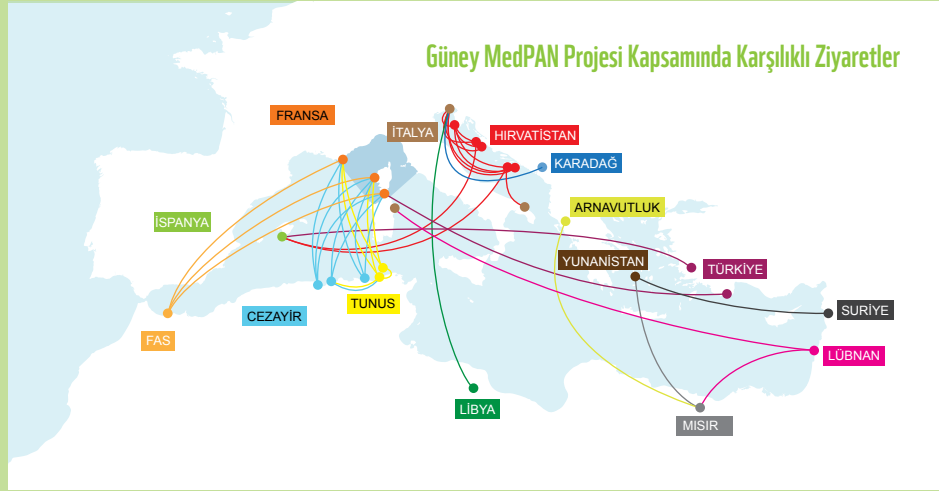 Güney MedPAN Projesi Kapsamında Karşılıklı Ziyaretler
FRANSA
İTALYA
HIRVATİSTAN
KARADAĞ
İSPANYA
ARNAVUTLUK
YUNANİSTAN
TÜRKİYE
CEZAYİR
TUNUS
SURİYE
FAS
LÜBNAN
LİBYA
MISIR